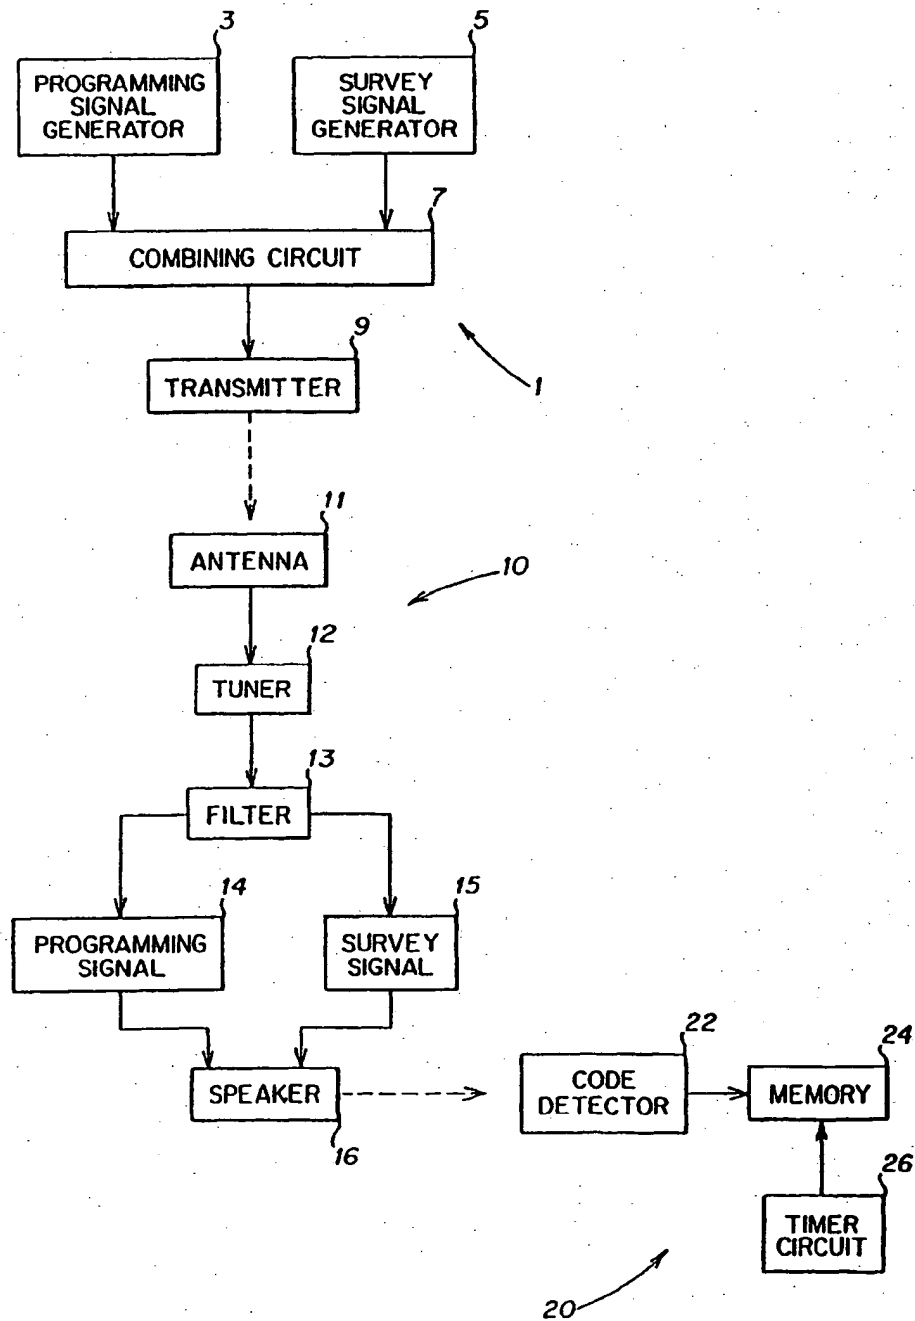 3
5
PROGRAMMING
SIGNAL
GENERATOR
SURVEY
SIGNAL
GENERATOR
7
COMBINING CIRCUIT
9
TRANSMITTER
1
11
ANTENNA
10
12
TUNER
13
FILTER
14
15
PROGRAMMING
SIGNAL
SURVEY
SIGNAL
22
24
SPEAKER
CODE
DETECTOR
MEMORY
16
26
TIMER
CIRCUIT
20